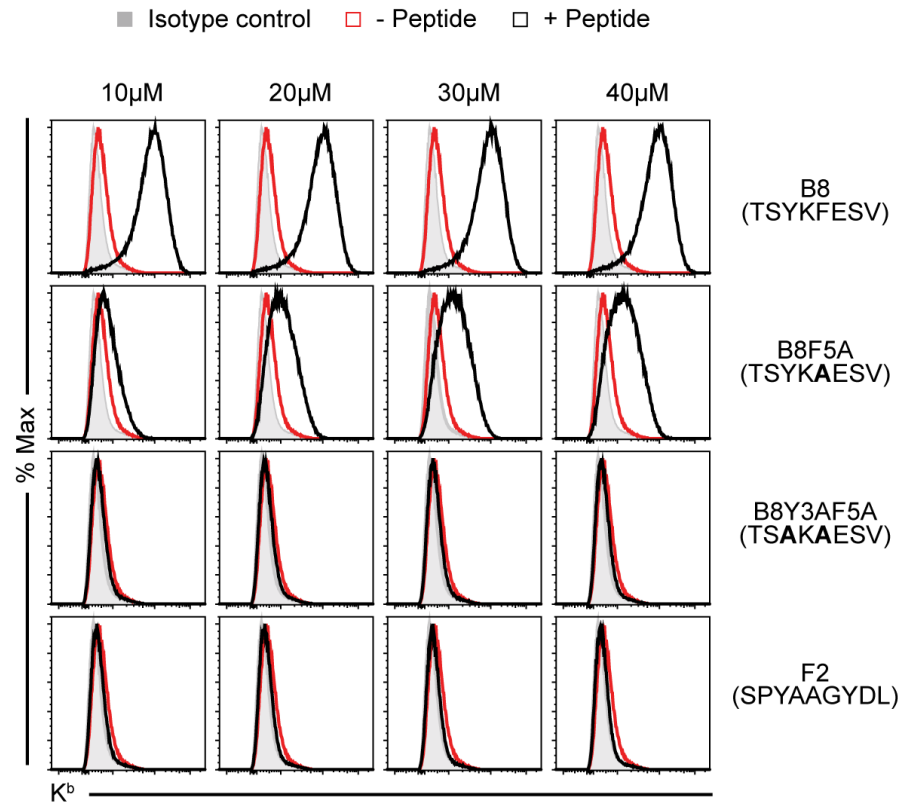 Isotype control - Peptide + Peptide
10µM 20µM 30µM 40µM
% Max
B8
(TSYKFESV)
B8F5A
(TSYKAESV)
B8Y3AF5A
(TSAKAESV)
F2
(SPYAAGYDL)
Kᵇ